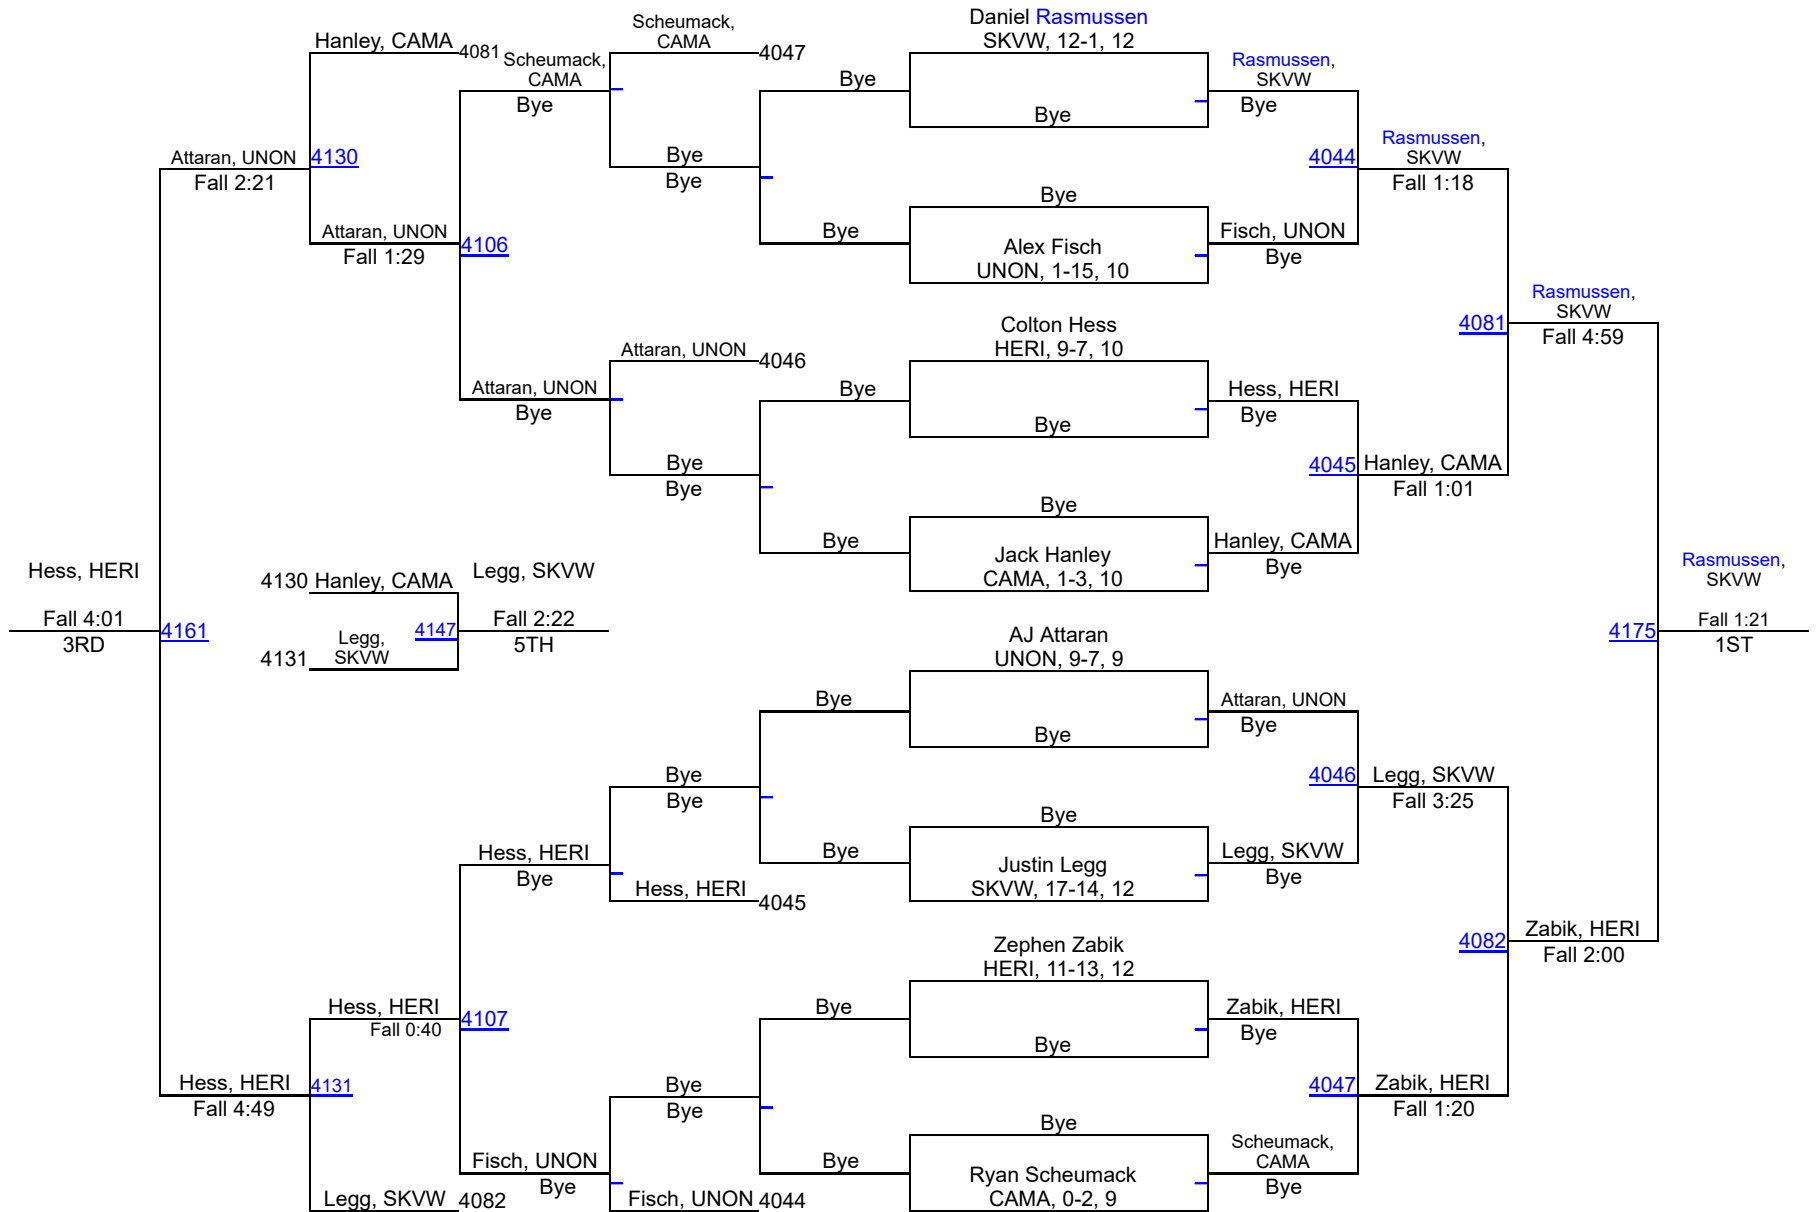 Daniel Rasmussen
SKVW, 12-1, 12
Scheumack,
CAMA
4047
Hanley, CAMA
4081
Scheumack,
CAMA
Bye
Bye
Bye
Rasmussen,
SKVW
Bye
Attaran, UNON
Fall 2:21
4130
Bye
Bye
4044
Rasmussen,
SKVW
Fall 1:18
Attaran, UNON
Fall 1:29
4106
Bye
Bye
Alex Fisch
UNON, 1-15, 10
Fisch, UNON
Bye
Rasmussen,
SKVW
Fall 4:59
4081
Colton Hess
HERI, 9-7, 10
Attaran, UNON
4046
Attaran, UNON
Bye
Bye
Bye
Hess, HERI
Bye
Bye
Bye
4045
Hanley, CAMA
Fall 1:01
Bye
Bye
Jack Hanley
CAMA, 1-3, 10
Hanley, CAMA
Bye
Hess, HERI
Fall 4:01
3RD
4161
4130
Hanley, CAMA
4131
Legg,
SKVW
4147
Legg, SKVW
Fall 2:22
5TH
4175
Rasmussen,
SKVW
Fall 1:21
1ST
AJ Attaran
UNON, 9-7, 9
Bye
Bye
Attaran, UNON
Bye
Bye
Bye
4046
Legg, SKVW
Fall 3:25
Hess, HERI
Bye
Bye
Bye
Justin Legg
SKVW, 17-14, 12
Legg, SKVW
Bye
Hess, HERI
4045
4082
Zabik, HERI
Fall 2:00
Zephen Zabik
HERI, 11-13, 12
Hess, HERI
Fall 0:40
4107
Bye
Bye
Zabik, HERI
Bye
Hess, HERI
Fall 4:49
4131
Bye
Bye
4047
Zabik, HERI
Fall 1:20
Bye
Fisch, UNON
Bye
Bye
Ryan Scheumack
CAMA, 0-2, 9
Scheumack,
CAMA
Bye
Legg, SKVW
4082
Fisch, UNON
4044